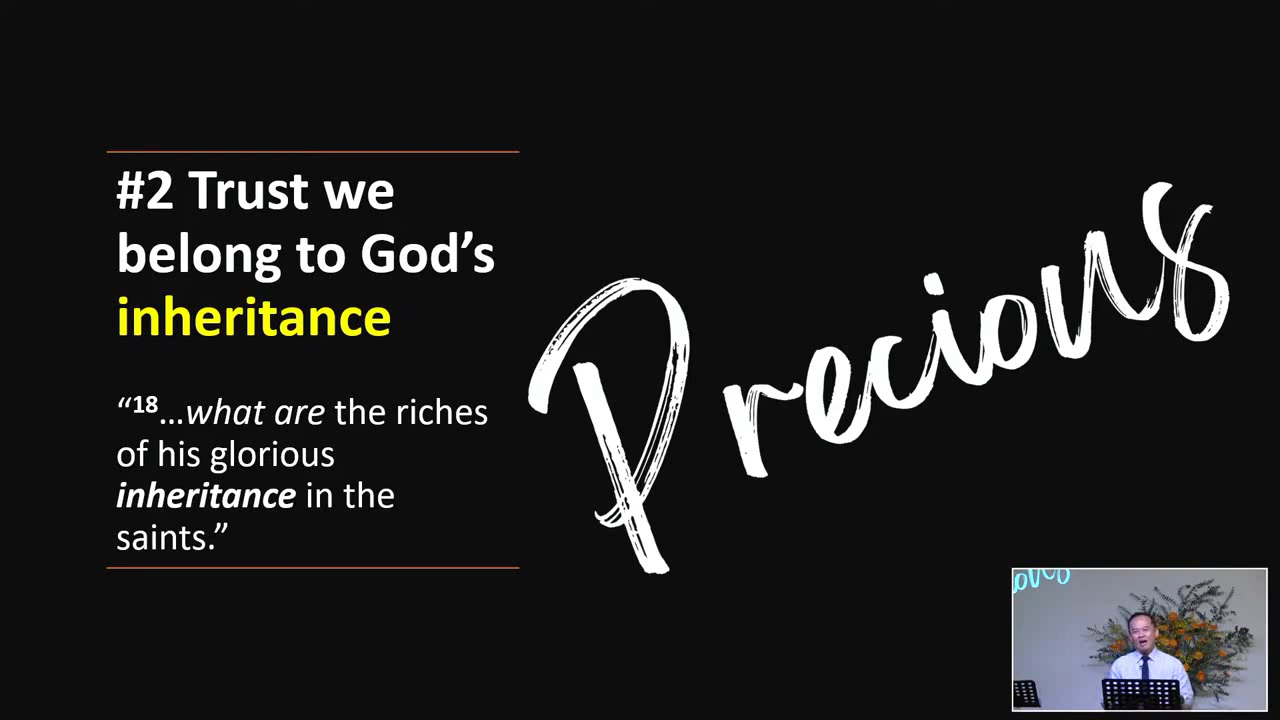 #2 Trust we
belong to God’s
inheritance
“18…what are the riches
of his glorious
inheritance in the
saints.”
Precious